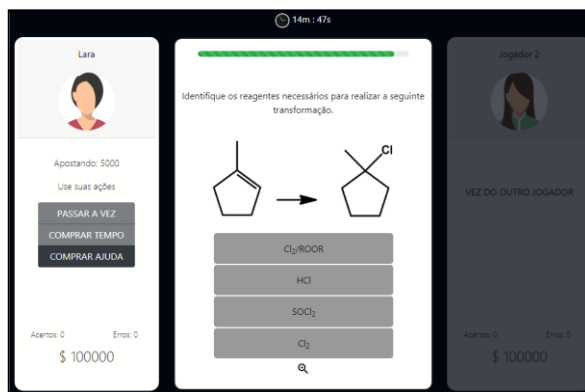 14m : 47s
Lara
Apostando: 5000
Use suas ações
PASSAR A VEZ
COMPRAR TEMPO
COMPRAR AJUDA
Acertos: 0 Erros: 0
$ 100000
Identifique os reagentes necessários para realizar a seguinte
transformação.
Cl
Cl₂/ROOR
HCl
SOCl₂
Cl₂
Jogador 2
VEZ DO OUTRO JOGADOR
Acertos: 0 Erros: 0
$ 100000